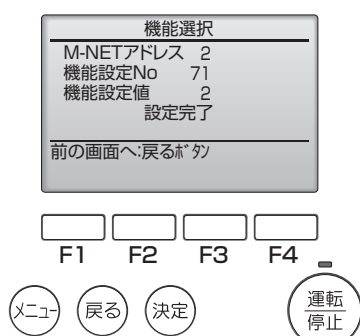 機能選択
M-NETアドレス 2
機能設定No 71
機能設定値 2
設定完了
前の画面へ:戻るボタン
F1 F2 F3 F4
メニュー 戻る 決定 運転
停止